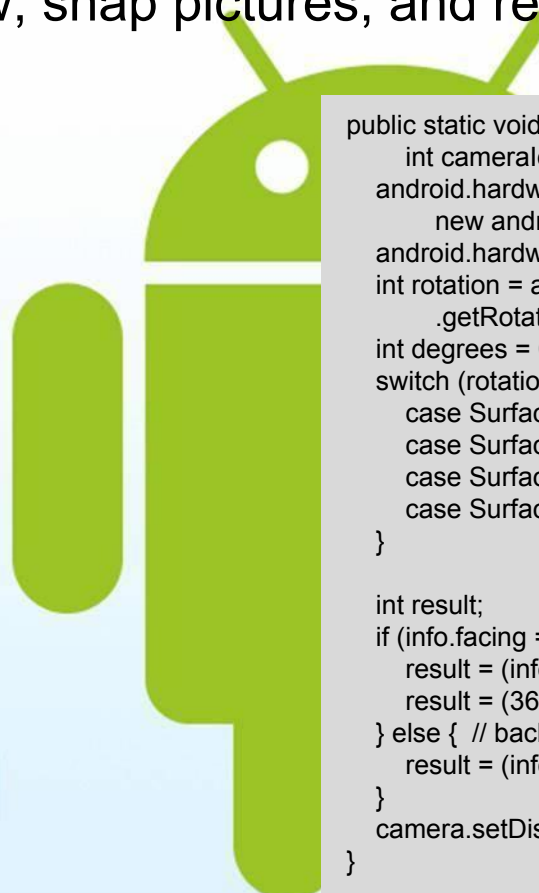 w, snap pictures, and re
public static void
int cameraI
android.hardw
new andr
android.hardw
int rotation = a
.getRotat
int degrees =
switch (rotatio
case Surfac
case Surfac
case Surfac
case Surfac
}
int result;
if (info.facing =
result = (inf
result = (36
} else { // bac
result = (inf
}
camera.setDis
}